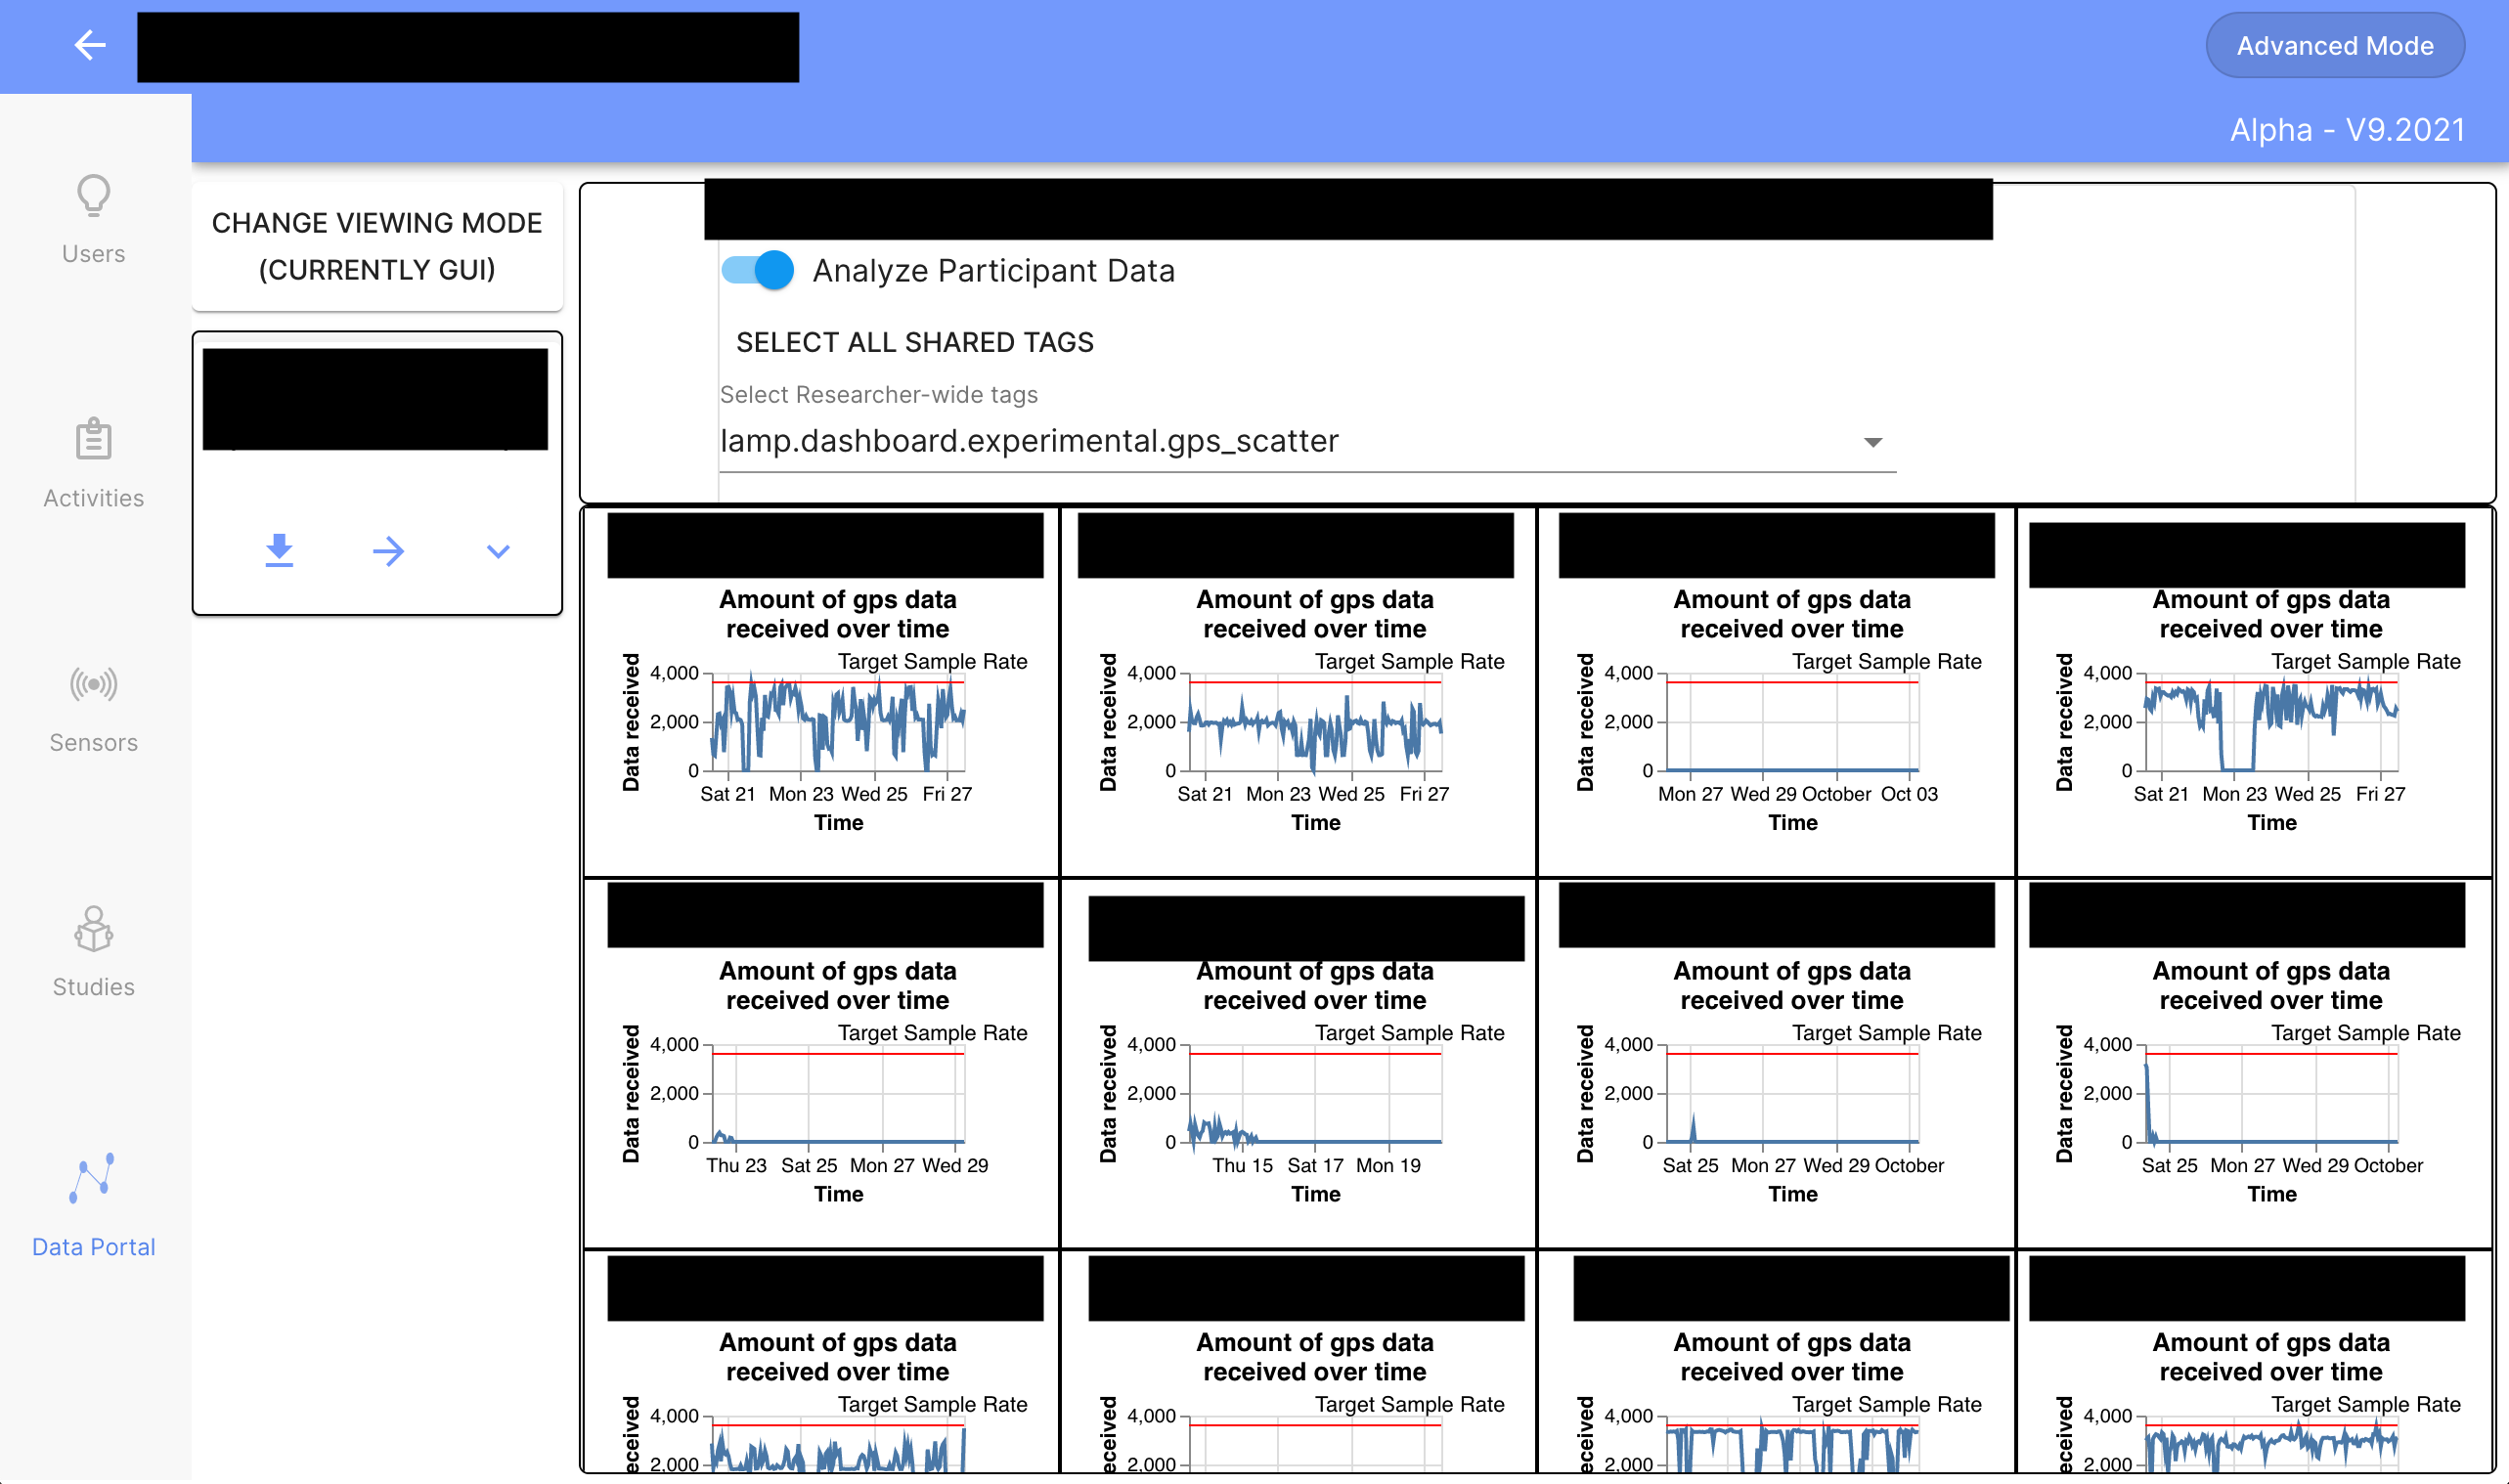 Advanced Mode
Alpha - V9.2021
Users
Activities
Sensors
Studies
Data Portal
CHANGE VIEWING MODE
(CURRENTLY GUI)
Analyze Participant Data
SELECT ALL SHARED TAGS
Select Researcher-wide tags
lamp.dashboard.experimental.gps_scatter
Amount of gps data
received over time
Target Sample Rate
Data received
4,000
2,000
0
Sat 21 Mon 23 Wed 25 Fri 27
Time
Amount of gps data
received over time
Target Sample Rate
Data received
4,000
2,000
0
Sat 21 Mon 23 Wed 25 Fri 27
Time
Amount of gps data
received over time
Target Sample Rate
Data received
4,000
2,000
0
Mon 27 Wed 29 October Oct 03
Time
Amount of gps data
received over time
Target Sample Rate
Data received
4,000
2,000
0
Sat 21 Mon 23 Wed 25 Fri 27
Time
Amount of gps data
received over time
Target Sample Rate
Data received
4,000
2,000
0
Thu 23 Sat 25 Mon 27 Wed 29
Time
Amount of gps data
received over time
Target Sample Rate
Data received
4,000
2,000
0
Thu 15 Sat 17 Mon 19
Time
Amount of gps data
received over time
Target Sample Rate
Data received
4,000
2,000
0
Sat 25 Mon 27 Wed 29 October
Time
Amount of gps data
received over time
Target Sample Rate
Data received
4,000
2,000
0
Sat 25 Mon 27 Wed 29 October
Time
Amount of gps data
received over time
Target Sample Rate
eceived
4,000
2,000
Amount of gps data
received over time
Target Sample Rate
eceived
4,000
2,000
Amount of gps data
received over time
Target Sample Rate
eceived
4,000
2,000
Amount of gps data
received over time
Target Sample Rate
eceived
4,000
2,000